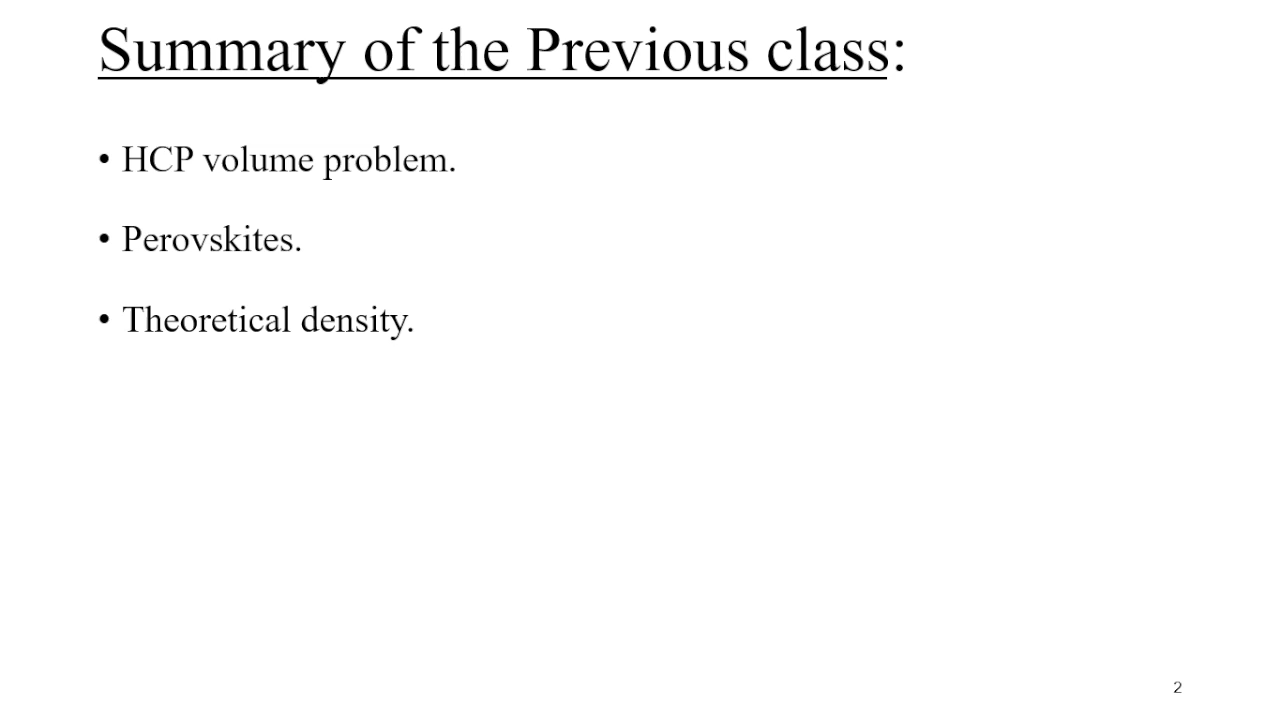 Summary of the Previous class:
• HCP volume problem.
• Perovskites.
• Theoretical density.
2